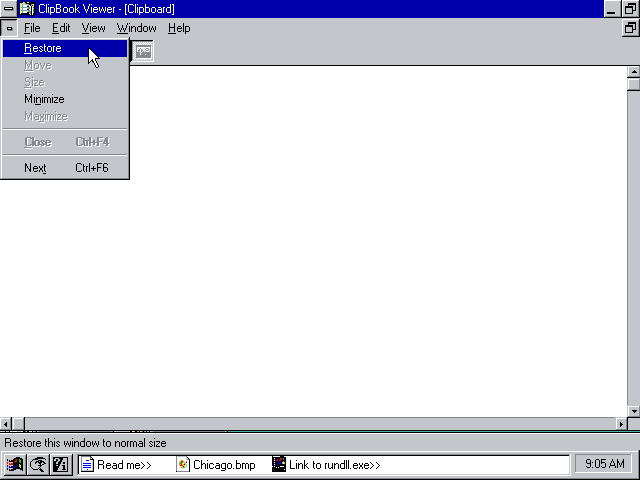 ClipBook Viewer - [Clipboard]
File Edit View Window Help
Restore
Move
Size
Minimize
Maximize
Close Ctrl+F4
Next Ctrl+F6
Restore this window to normal size
Read me>> Chicago.bmp Link to rundll.exe>> 9:05 AM